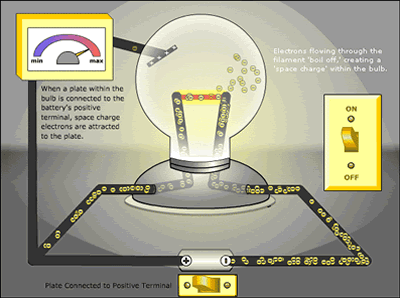 min
max
Electrons flowing through the
filament 'boil off,' creating a
'space charge' within the bulb.
When a plate within the
bulb is connected to the
battery's positive
terminal, space charge
electrons are attracted
to the plate.
ON
OFF
+
−
Plate Connected to Positive Terminal